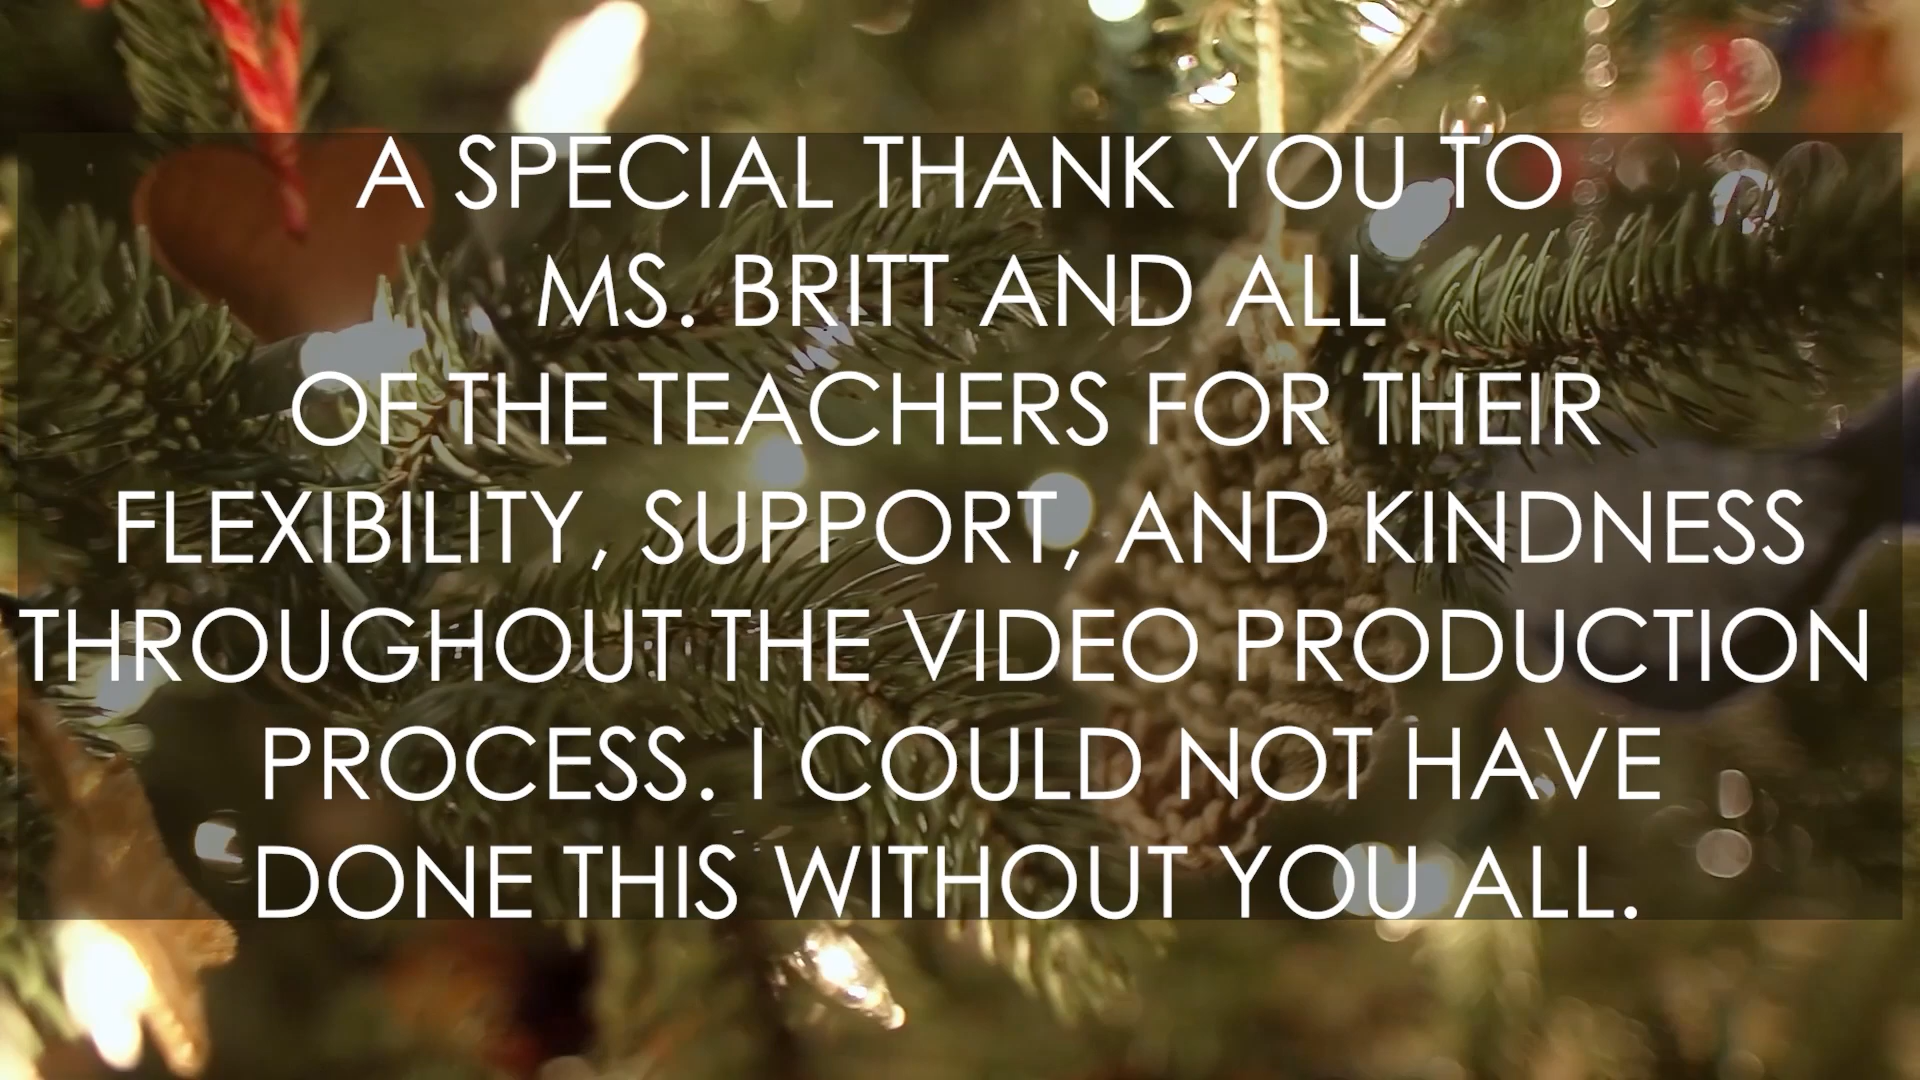 A SPECIAL THANK YOU TO
MS. BRITT AND ALL
OF THE TEACHERS FOR THEIR
FLEXIBILITY, SUPPORT, AND KINDNESS
THROUGHOUT THE VIDEO PRODUCTION
PROCESS. I COULD NOT HAVE
DONE THIS WITHOUT YOU ALL.